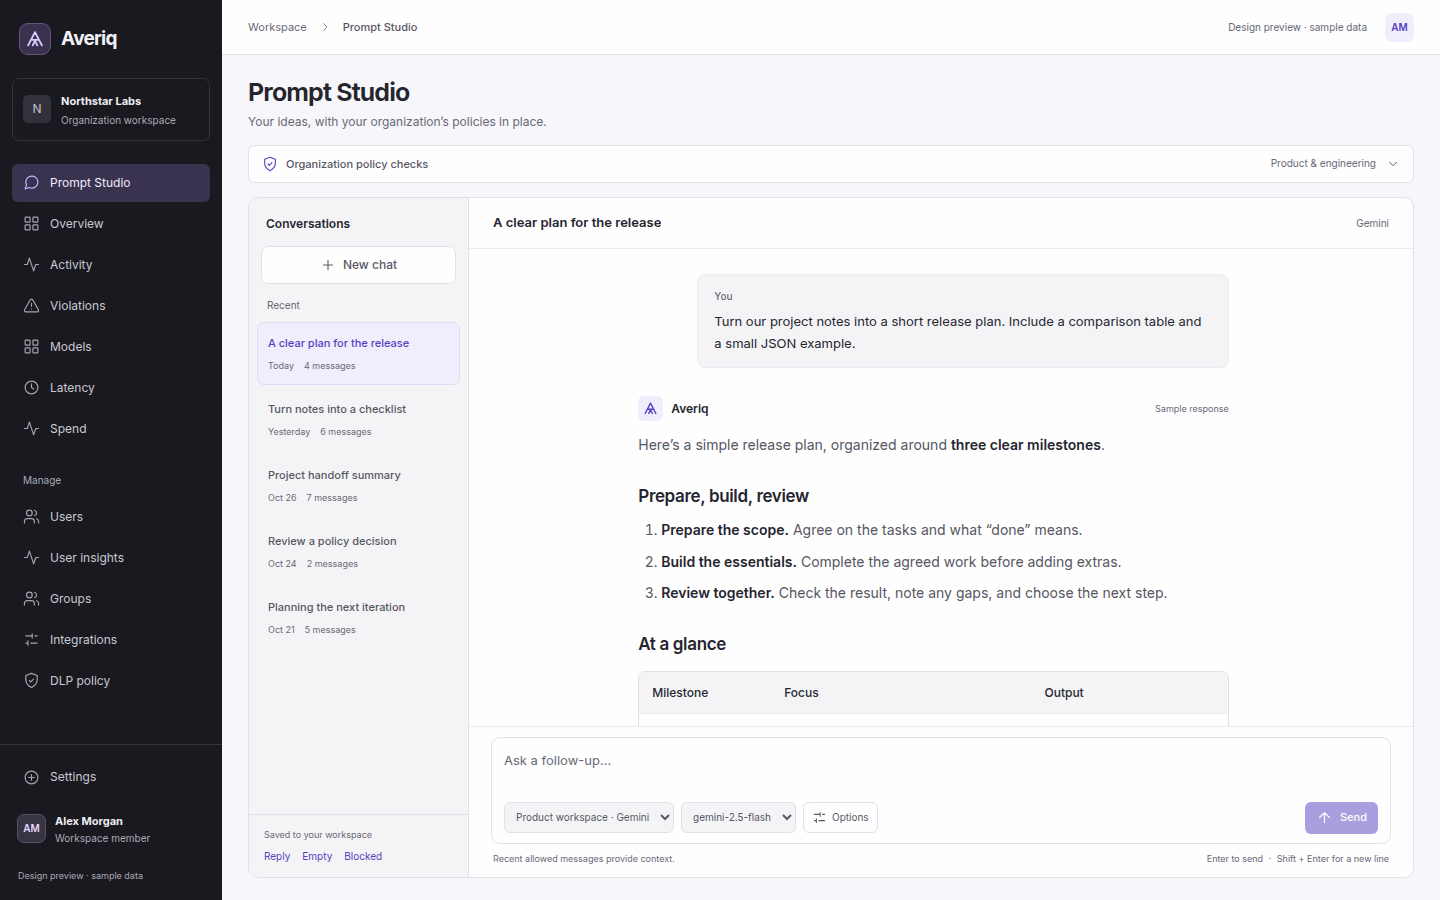 Averiq
N
Northstar Labs
Organization workspace
Prompt Studio
Overview
Activity
Violations
Models
Latency
Spend
Manage
Users
User insights
Groups
Integrations
DLP policy
Settings
AM
Alex Morgan
Workspace member
Design preview · sample data
Workspace
Prompt Studio
Design preview · sample data
AM
Prompt Studio
Your ideas, with your organization’s policies in place.
Organization policy checks
Product & engineering
Conversations
New chat
Recent
A clear plan for the release
Today 4 messages
Turn notes into a checklist
Yesterday 6 messages
Project handoff summary
Oct 26 7 messages
Review a policy decision
Oct 24 2 messages
Planning the next iteration
Oct 21 5 messages
Saved to your workspace
Reply Empty Blocked
A clear plan for the release
Gemini
You
Turn our project notes into a short release plan. Include a comparison table and
a small JSON example.
Averiq
Sample response
Here’s a simple release plan, organized around three clear milestones.
Prepare, build, review
1. Prepare the scope. Agree on the tasks and what “done” means.
2. Build the essentials. Complete the agreed work before adding extras.
3. Review together. Check the result, note any gaps, and choose the next step.
At a glance
Milestone Focus Output
Ask a follow-up...
Product workspace · Gemini
gemini-2.5-flash
Options
Send
Recent allowed messages provide context.
Enter to send · Shift + Enter for a new line